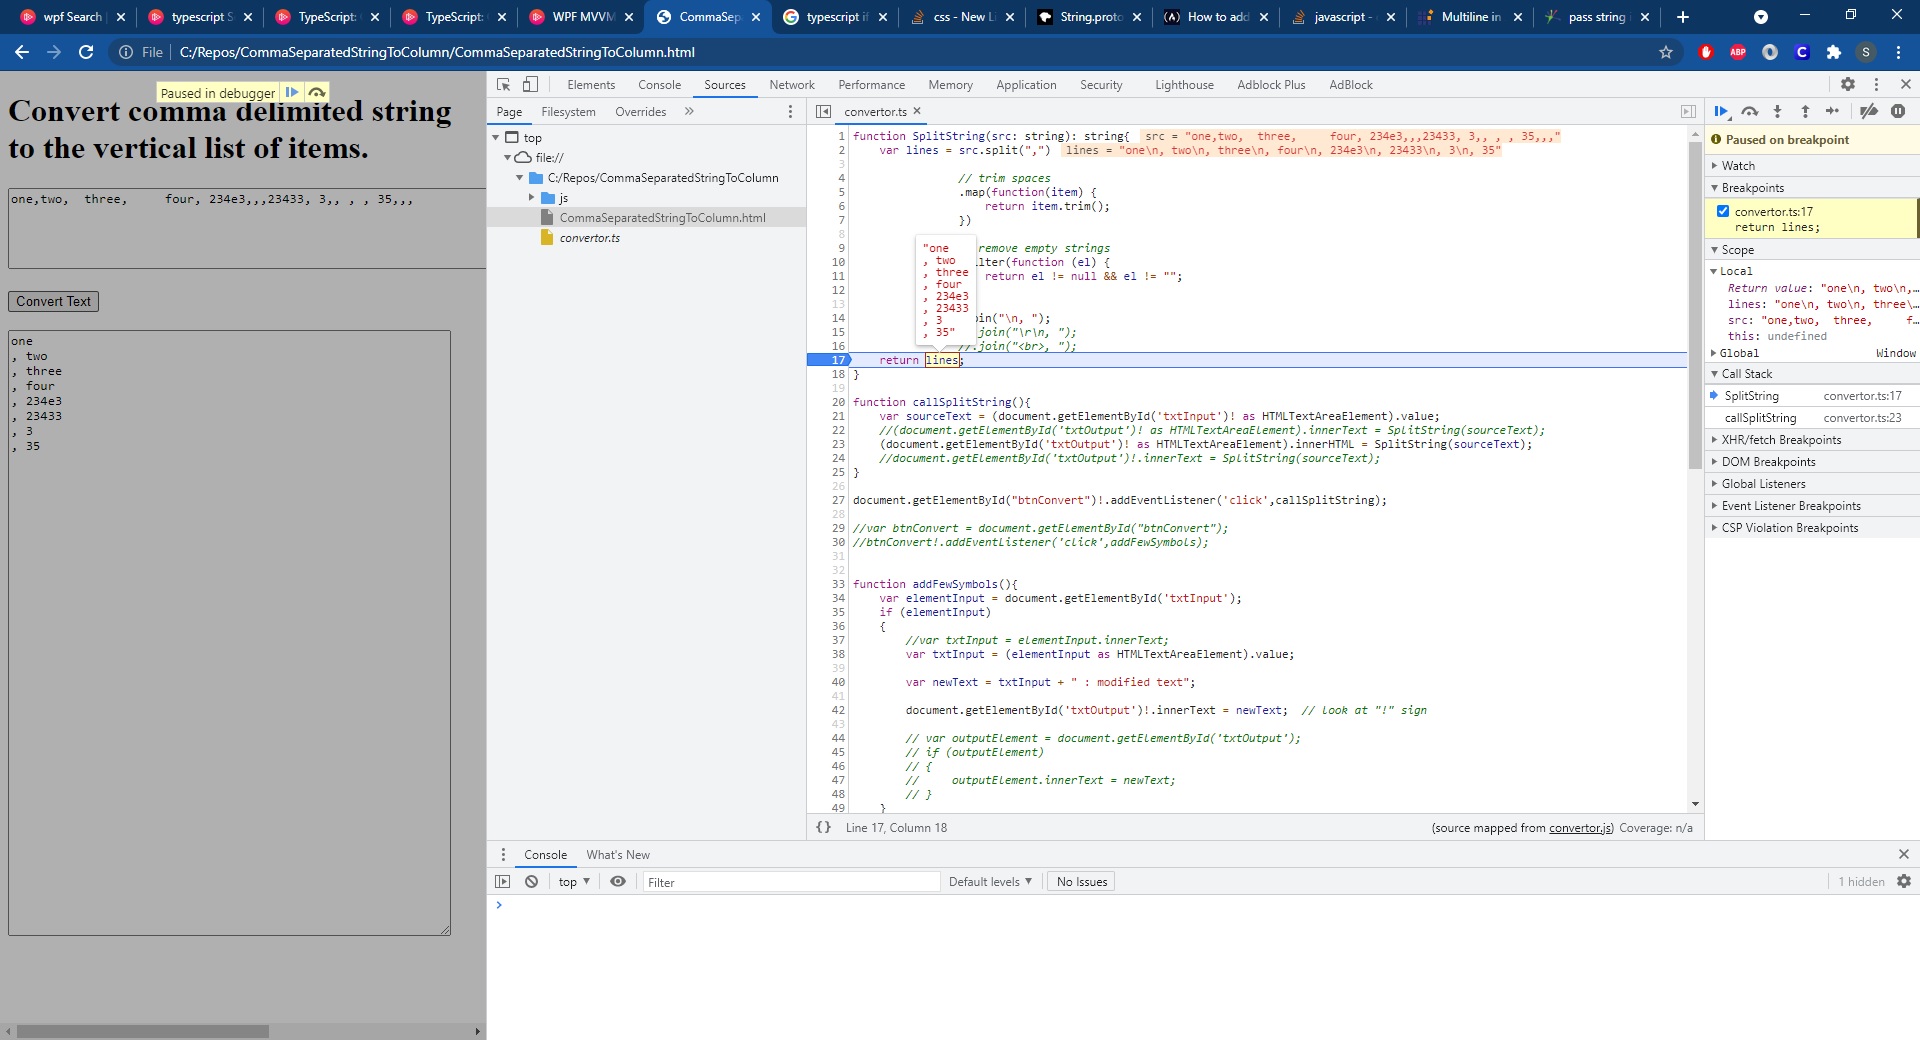 wpf Search
typescript S
TypeScript:
TypeScript:
WPF MVVM
CommaSep
typescript if
css - New Li
String.proto
How to add
javascript -
Multiline in
pass string
File
C:/Repos/CommaSeparatedStringToColumn/CommaSeparatedStringToColumn.html
ABP
C
S
Paused in debugger
Convert comma delimited string
to the vertical list of items.
one,two,  three,     four, 234e3,,,23433, 3,, , , 35,,,
Convert Text
one
, two
, three
, four
, 234e3
, 23433
, 3
, 35
Elements
Console
Sources
Network
Performance
Memory
Application
Security
Lighthouse
Adblock Plus
AdBlock
Page
Filesystem
Overrides
»
top
file://
C:/Repos/CommaSeparatedStringToColumn
js
CommaSeparatedStringToColumn.html
convertor.ts
convertor.ts
1 function SplitString(src: string): string{  src = "one,two,  three,     four, 234e3,,,23433, 3,, , , 35,,,"
2     var lines = src.split(",")  lines = "one\n, two\n, three\n, four\n, 234e3\n, 23433\n, 3\n, 35"
3
4                 // trim spaces
5                 .map(function(item) {
6                     return item.trim();
7                 })
8
9                 remove empty strings
10                 lter(function (el) {
11                     return el != null && el != "";
12
13
14                 in("\n, ");
15                 .join("\r\n, ");
16                 //.join("<br>, ");
17     return lines;
18 }
19
20 function callSplitString(){
21     var sourceText = (document.getElementById('txtInput')! as HTMLTextAreaElement).value;
22     //(document.getElementById('txtOutput')! as HTMLTextAreaElement).innerText = SplitString(sourceText);
23     (document.getElementById('txtOutput')! as HTMLTextAreaElement).innerHTML = SplitString(sourceText);
24     //document.getElementById('txtOutput')!.innerText = SplitString(sourceText);
25 }
26
27 document.getElementById("btnConvert")!.addEventListener('click',callSplitString);
28
29 //var btnConvert = document.getElementById("btnConvert");
30 //btnConvert!.addEventListener('click',addFewSymbols);
31
32
33 function addFewSymbols(){
34     var elementInput = document.getElementById('txtInput');
35     if (elementInput)
36     {
37         //var txtInput = elementInput.innerText;
38         var txtInput = (elementInput as HTMLTextAreaElement).value;
39
40         var newText = txtInput + " : modified text";
41
42         document.getElementById('txtOutput')!.innerText = newText;  // look at "!" sign
43
44         // var outputElement = document.getElementById('txtOutput');
45         // if (outputElement)
46         // {
47         //     outputElement.innerText = newText;
48         // }
49     }
"one
, two
, three
, four
, 234e3
, 23433
, 3
, 35"
{} Line 17, Column 18
(source mapped from convertor.js) Coverage: n/a
Paused on breakpoint
Watch
Breakpoints
convertor.ts:17
return lines;
Scope
Local
Return value: "one\n, two\n,…
lines: "one\n, two\n, three\…
src: "one,two,  three,     f…
this: undefined
Global Window
Call Stack
SplitString convertor.ts:17
callSplitString convertor.ts:23
XHR/fetch Breakpoints
DOM Breakpoints
Global Listeners
Event Listener Breakpoints
CSP Violation Breakpoints
Console
What's New
top
Filter
Default levels
No Issues
1 hidden